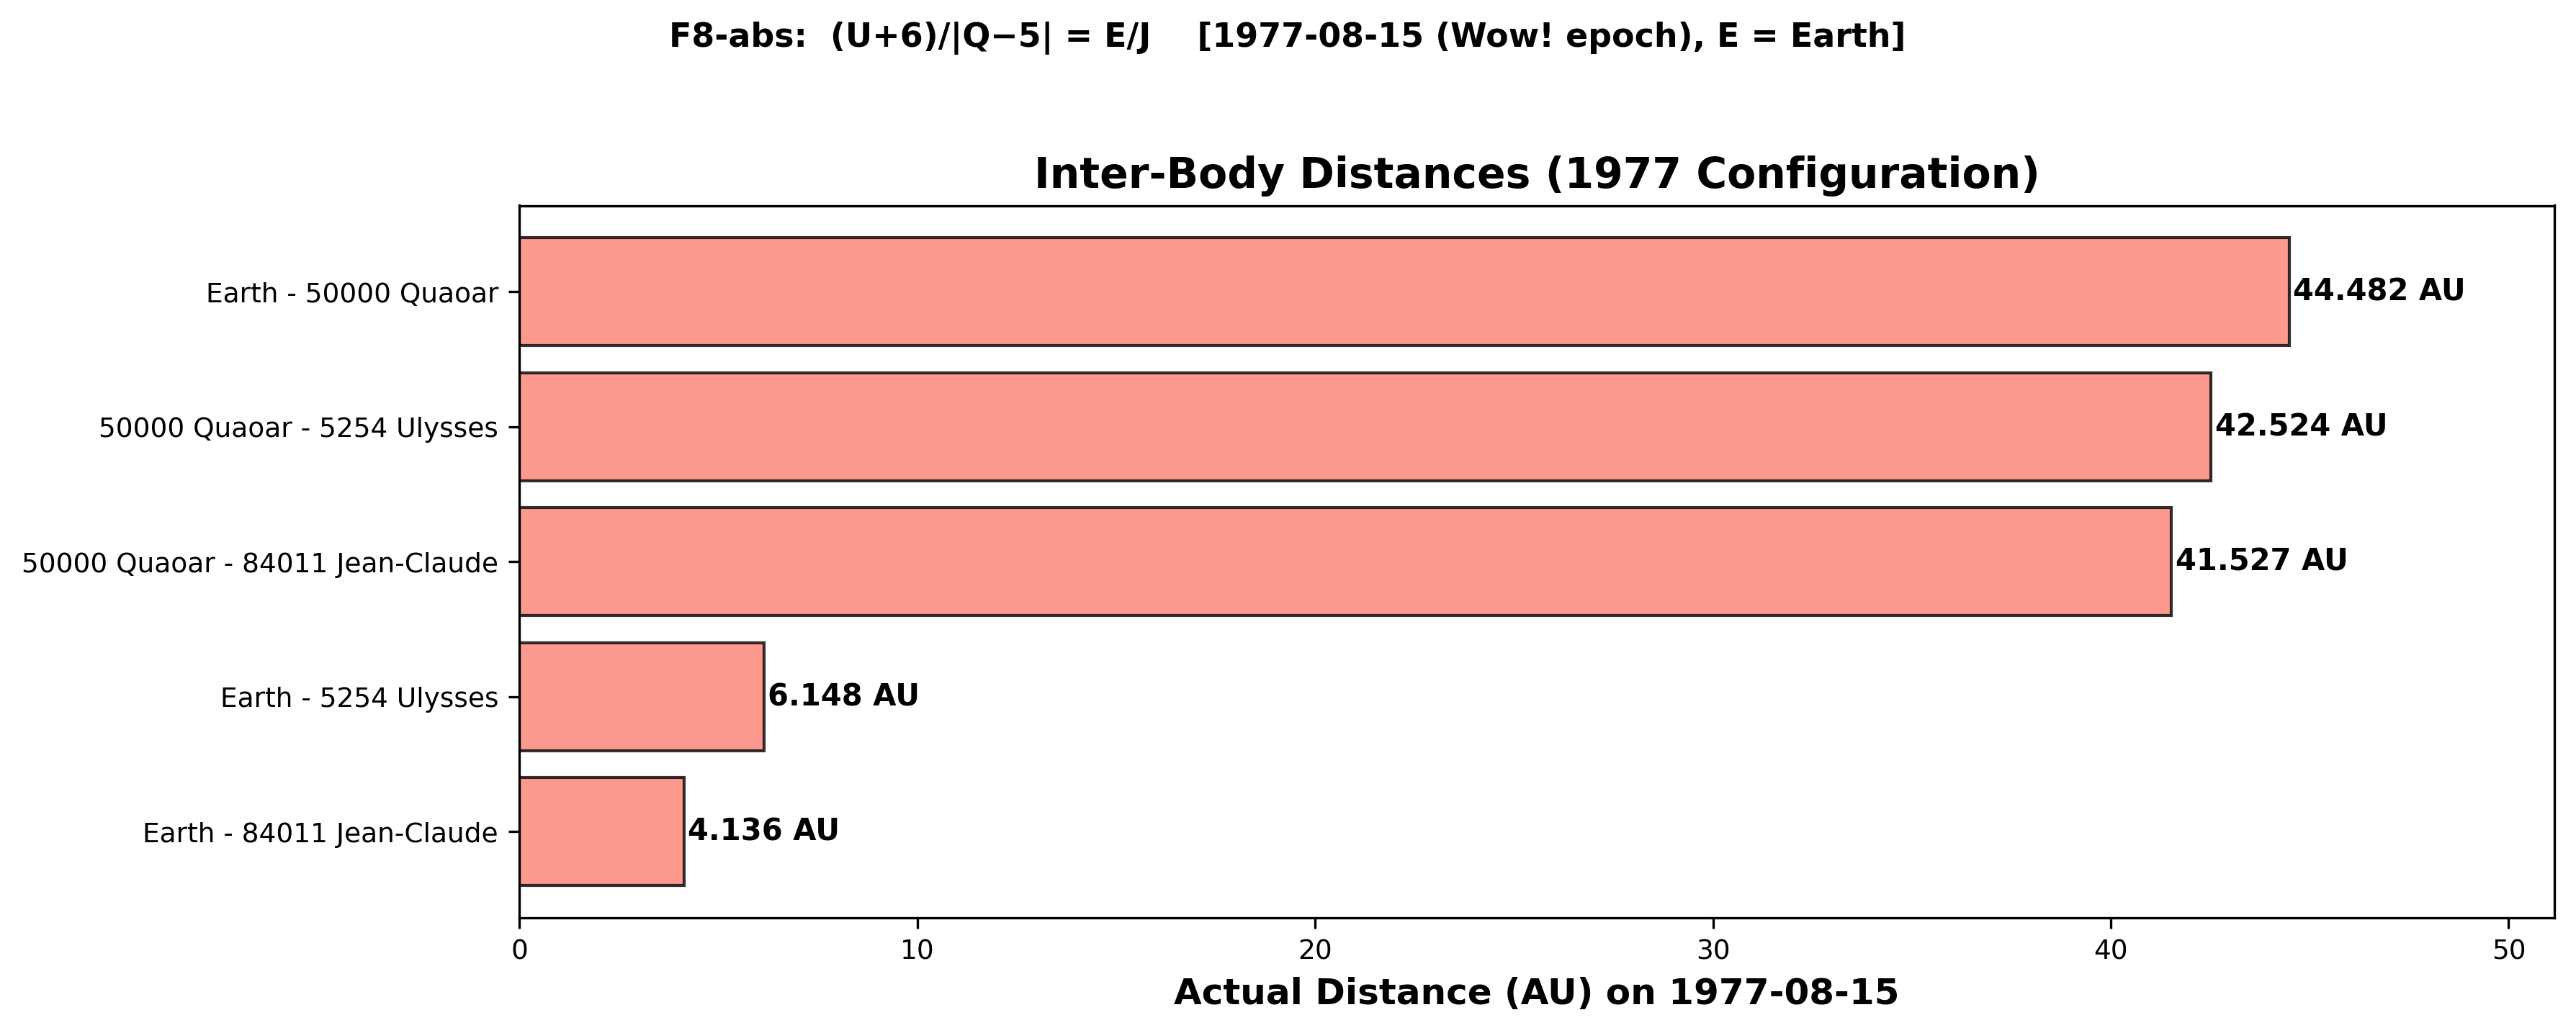 F8-abs: (U+6)/|Q−5| = E/J [1977-08-15 (Wow! epoch), E = Earth]
Inter-Body Distances (1977 Configuration)
Earth - 50000 Quaoar 44.482 AU
50000 Quaoar - 5254 Ulysses 42.524 AU
50000 Quaoar - 84011 Jean-Claude 41.527 AU
Earth - 5254 Ulysses 6.148 AU
Earth - 84011 Jean-Claude 4.136 AU
0 10 20 30 40 50
Actual Distance (AU) on 1977-08-15